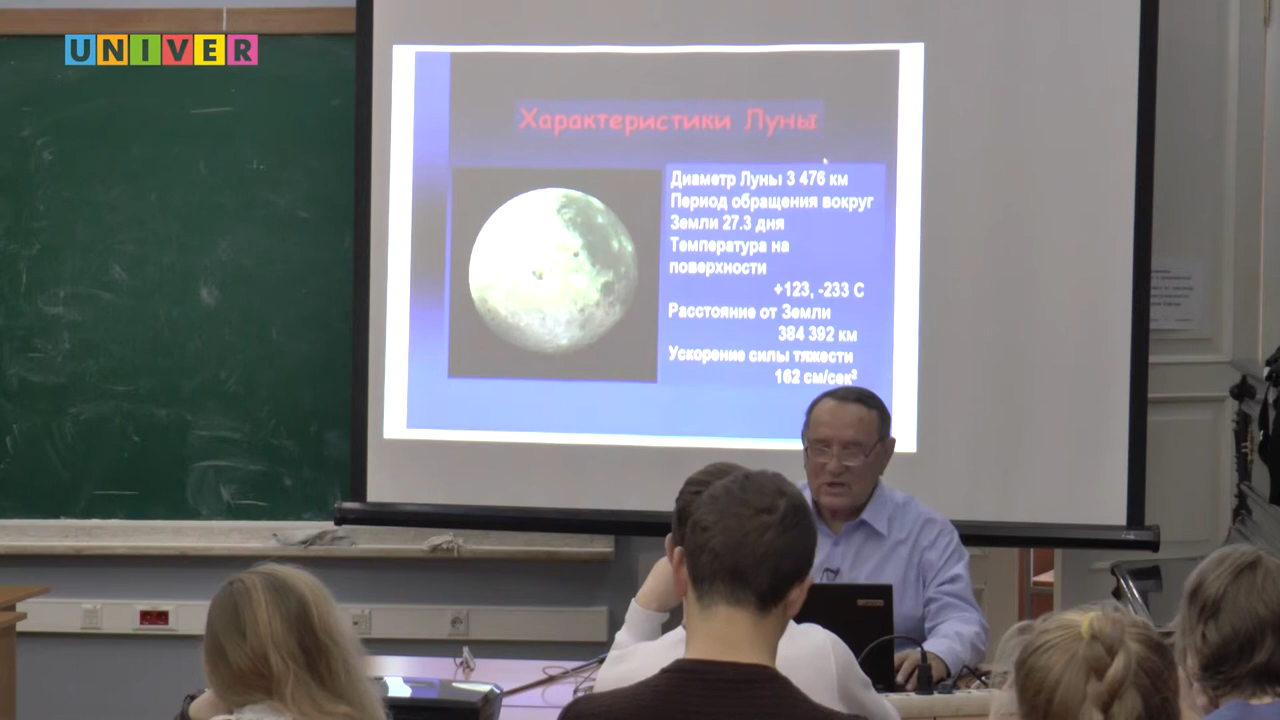 UNIVER
Характеристики Луны
Диаметр Луны 3 476 км
Период обращения вокруг
Земли 27.3 дня
Температура на
поверхности
+123, -233 С
Расстояние от Земли
384 392 км
Ускорение силы тяжести
162 см/сек²